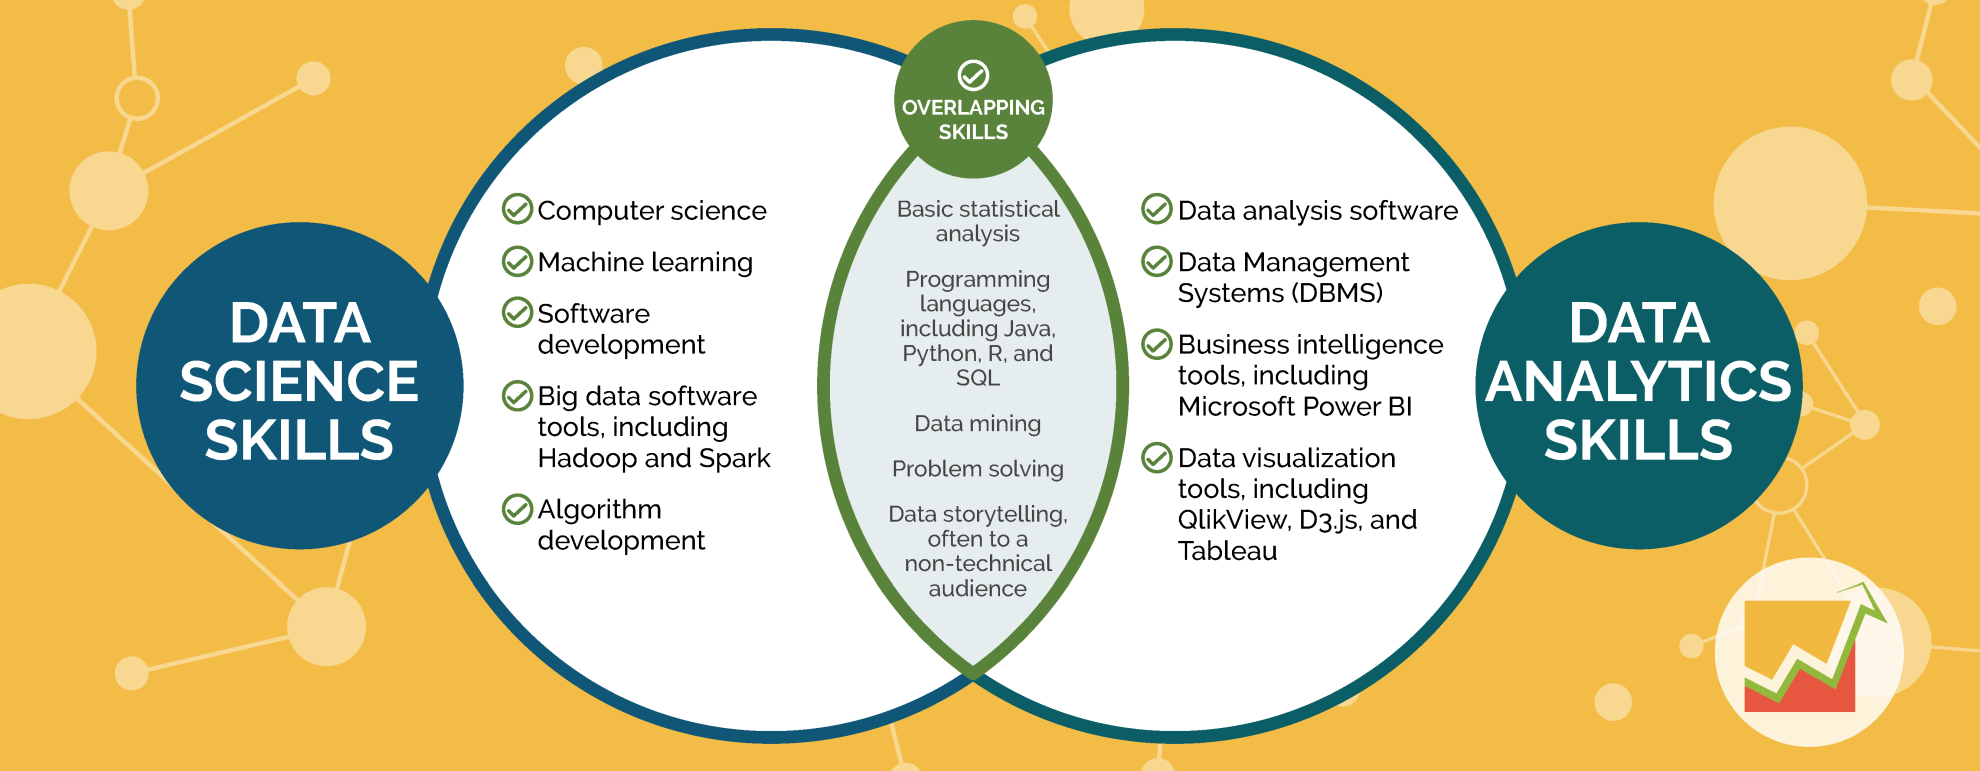 DATA
SCIENCE
SKILLS
Computer science
Machine learning
Software
development
Big data software
tools, including
Hadoop and Spark
Algorithm
development
OVERLAPPING
SKILLS
Basic statistical
analysis
Programming
languages,
including Java,
Python, R, and
SQL
Data mining
Problem solving
Data storytelling,
often to a
non-technical
audience
Data analysis software
Data Management
Systems (DBMS)
Business intelligence
tools, including
Microsoft Power BI
Data visualization
tools, including
QlikView, D3.js, and
Tableau
DATA
ANALYTICS
SKILLS